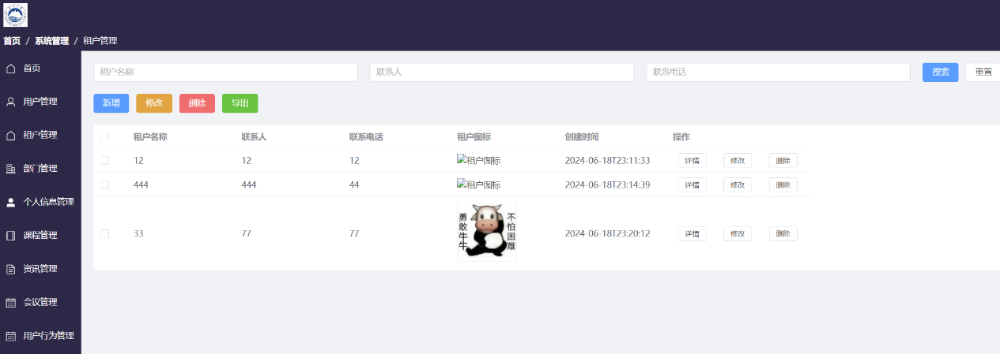 首页 / 系统管理 / 租户管理
首页
用户管理
租户管理
部门管理
个人信息管理
课程管理
资讯管理
会议管理
用户行为管理
租户名称 联系人 联系电话 搜索 重置
新增 修改 删除 导出
租户名称 联系人 联系电话 租户图标 创建时间 操作
12 12 12 租户图标 2024-06-18T23:11:33 详情 修改 删除
444 444 44 租户图标 2024-06-18T23:14:39 详情 修改 删除
33 77 77 勇敢牛牛 不怕困难 2024-06-18T23:20:12 详情 修改 删除